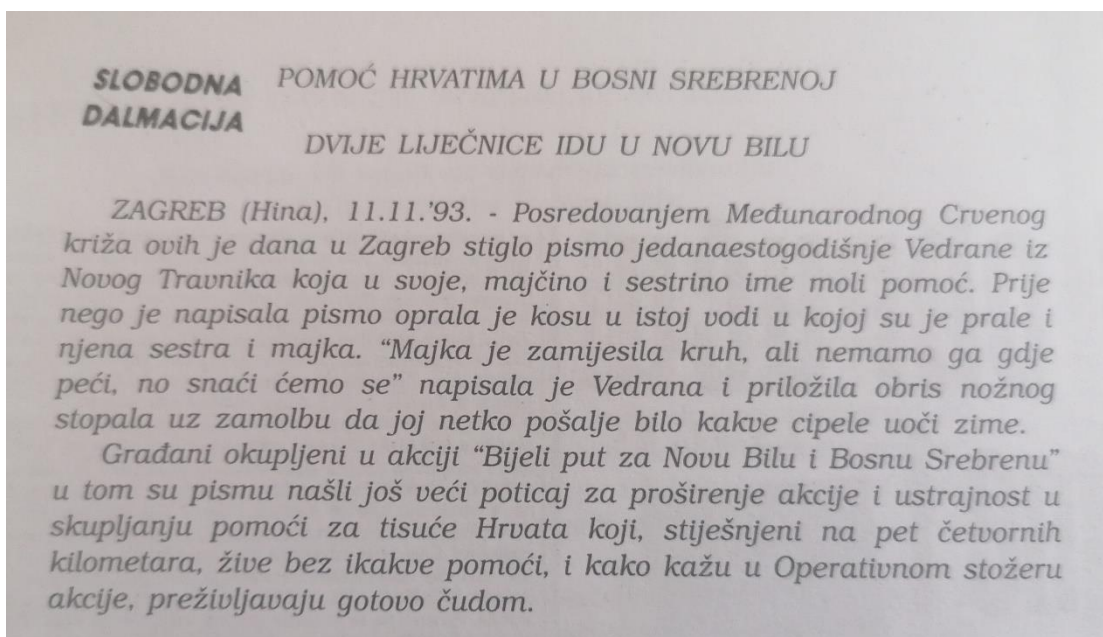 SLOBODNA
DALMACIJA
POMOĆ HRVATIMA U BOSNI SREBRENOJ
DVIJE LIJEČNICE IDU U NOVU BILU
ZAGREB (Hina), 11.11.'93. - Posredovanjem Međunarodnog Crvenog
križa ovih je dana u Zagreb stiglo pismo jedanaestogodišnje Vedrane iz
Novog Travnika koja u svoje, majčino i sestrino ime moli pomoć. Prije
nego je napisala pismo oprala je kosu u istoj vodi u kojoj su je prale i
njena sestra i majka. “Majka je zamijesila kruh, ali nemamo ga gdje
peći, no snaći ćemo se” napisala je Vedrana i priložila obris nožnog
stopala uz zamolbu da joj netko pošalje bilo kakve cipele uoči zime.
Građani okupljeni u akciji “Bijeli put za Novu Bilu i Bosnu Srebrenu”
u tom su pismu našli još veći poticaj za proširenje akcije i ustrajnost u
skupljanju pomoći za tisuće Hrvata koji, stiješnjeni na pet četvornih
kilometara, žive bez ikakve pomoći, i kako kažu u Operativnom stožeru
akcije, preživljavaju gotovo čudom.